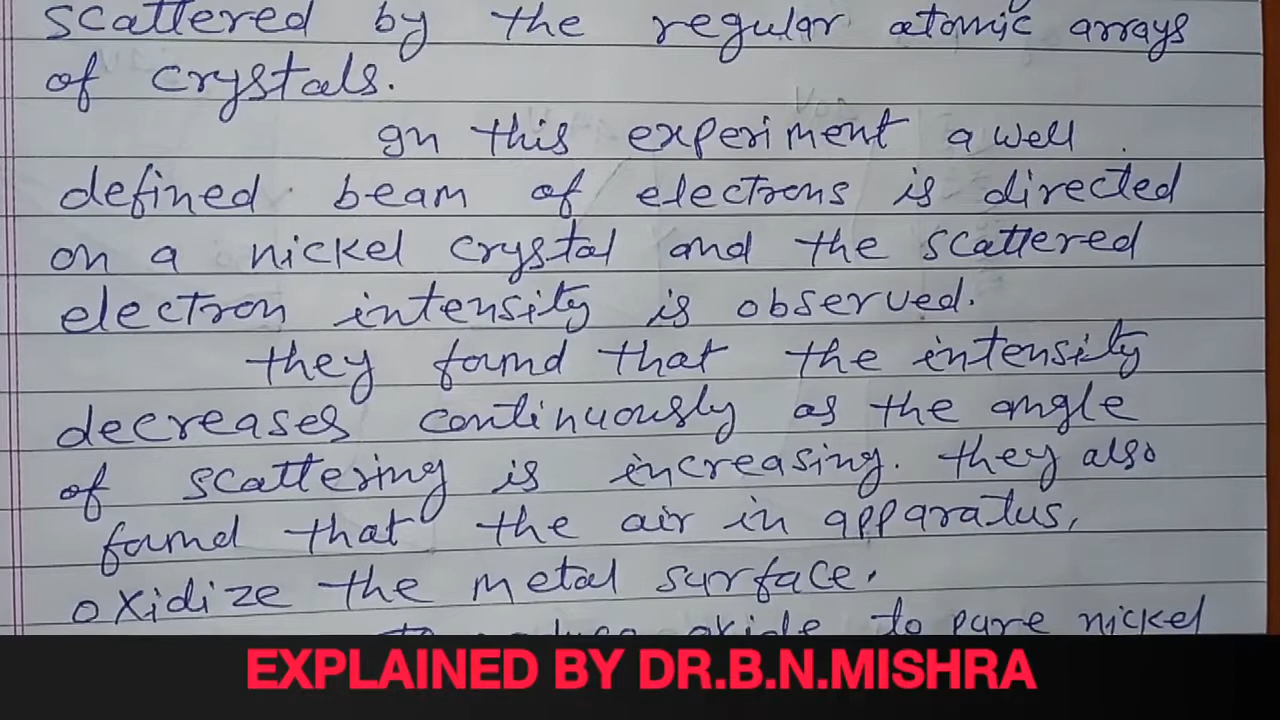 scattered by the regular atomic arrays
of crystals.
In this experiment a well
defined beam of electrons is directed
on a nickel crystal and the scattered
electron intensity is observed.
they found that the intensity
decreases continuously as the angle
of scattering is increasing. they also
found that the air in apparatus,
oxidize the metal surface.
to reduce oxide to pure nickel
EXPLAINED BY DR.B.N.MISHRA